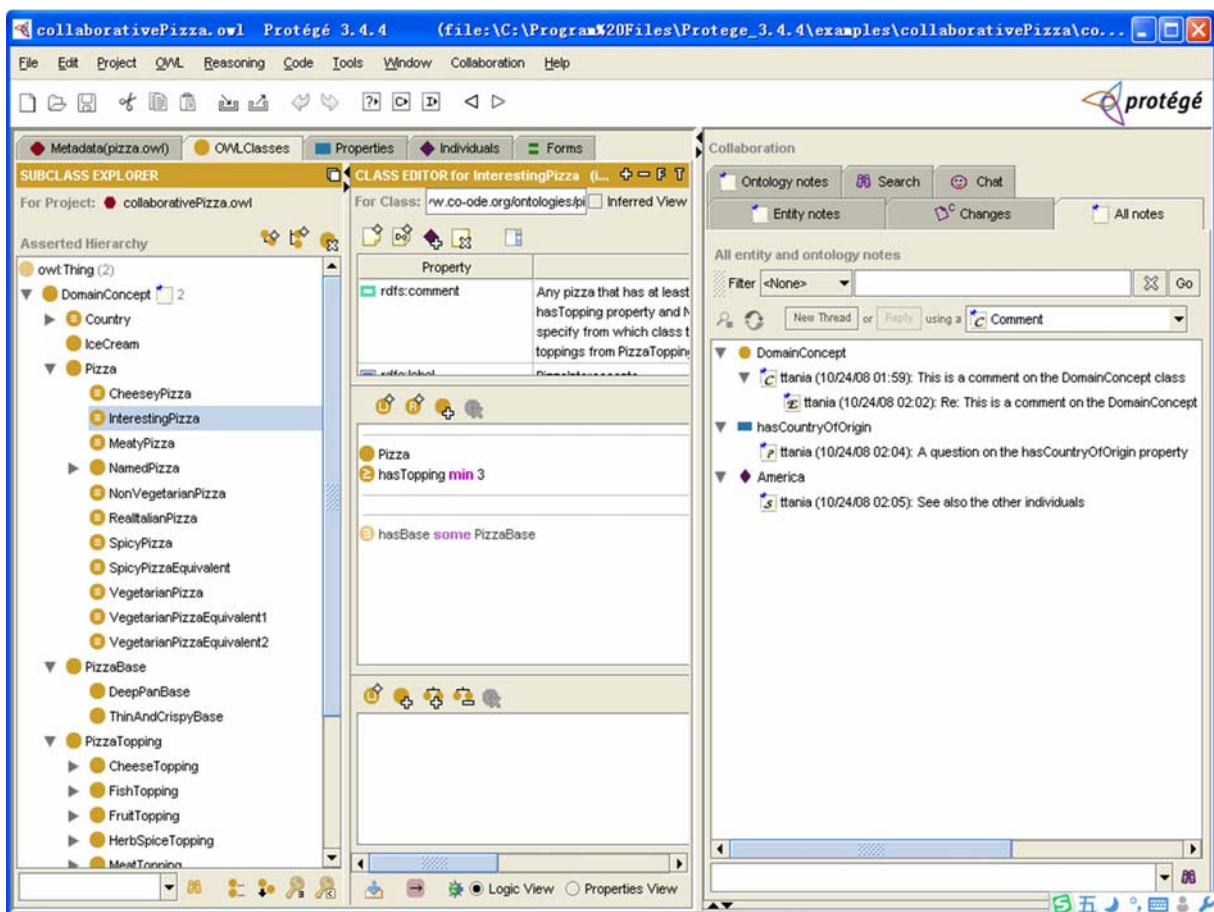 collaborativePizza.owl Protégé 3.4.4 (file:\C:\Program%20Files\Protege_3.4.4\examples\collaborativePizza\co...
File Edit Project OWL Reasoning Code Tools Window Collaboration Help
protégé
Metadata(pizza.owl) OWLClasses Properties Individuals Forms
SUBCLASS EXPLORER
For Project: collaborativePizza.owl
Asserted Hierarchy
owl:Thing (2)
DomainConcept 2
Country
IceCream
Pizza
CheeseyPizza
InterestingPizza
MeatyPizza
NamedPizza
NonVegetarianPizza
RealItalianPizza
SpicyPizza
SpicyPizzaEquivalent
VegetarianPizza
VegetarianPizzaEquivalent1
VegetarianPizzaEquivalent2
PizzaBase
DeepPanBase
ThinAndCrispyBase
PizzaTopping
CheeseTopping
FishTopping
FruitTopping
HerbSpiceTopping
MeatTopping
CLASS EDITOR for InterestingPizza (i...
For Class: w.co-ode.org/ontologies/pi Inferred View
Property
rdfs:comment
Any pizza that has at least
hasTopping property and N
specify from which class t
toppings from PizzaTopping
rdfs:label
PizzaInteressante
Pizza
hasTopping min 3
hasBase some PizzaBase
Logic View Properties View
Collaboration
Ontology notes Search Chat
Entity notes Changes All notes
All entity and ontology notes
Filter <None> Go
New Thread or Reply using a Comment
DomainConcept
ttania (10/24/08 01:59): This is a comment on the DomainConcept class
ttania (10/24/08 02:02): Re: This is a comment on the DomainConcept
hasCountryOfOrigin
ttania (10/24/08 02:04): A question on the hasCountryOfOrigin property
America
ttania (10/24/08 02:05): See also the other individuals
五